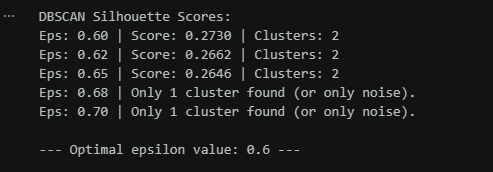 ...
DBSCAN Silhouette Scores:
Eps: 0.60 | Score: 0.2730 | Clusters: 2
Eps: 0.62 | Score: 0.2662 | Clusters: 2
Eps: 0.65 | Score: 0.2646 | Clusters: 2
Eps: 0.68 | Only 1 cluster found (or only noise).
Eps: 0.70 | Only 1 cluster found (or only noise).
--- Optimal epsilon value: 0.6 ---